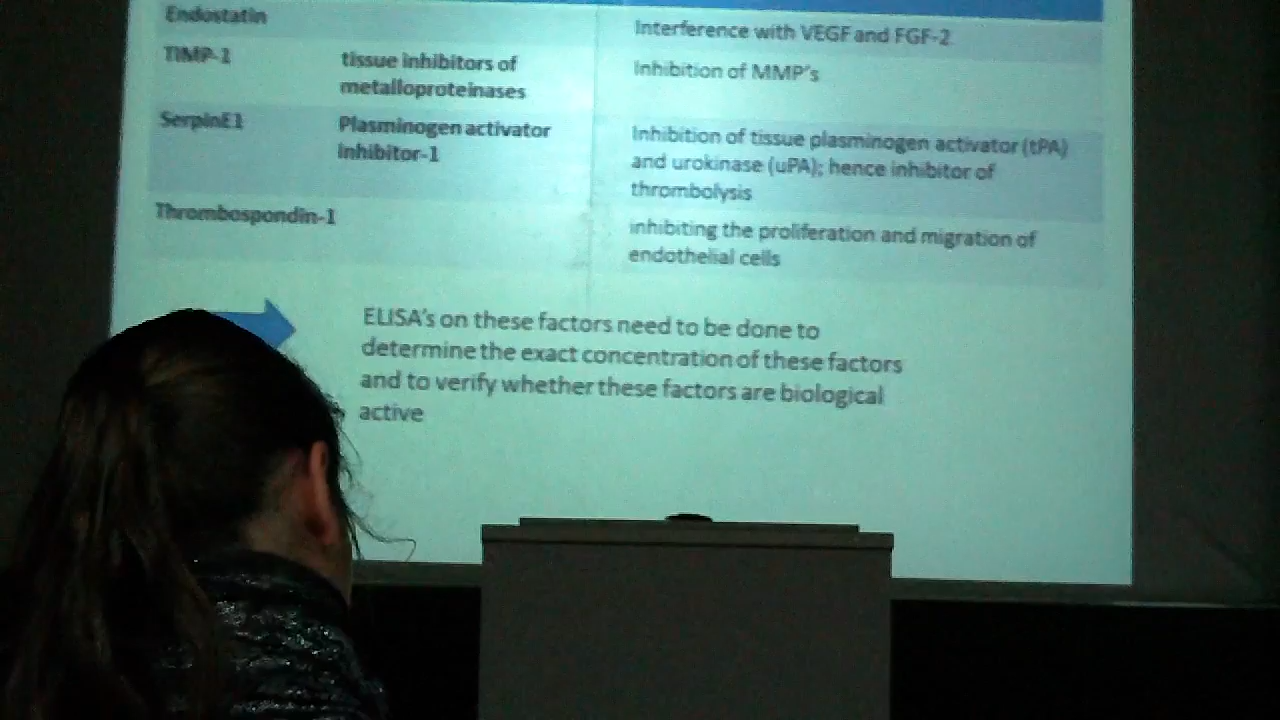 Endostatin
Interference with VEGF and FGF-2
TIMP-1
tissue inhibitors of
metalloproteinases
Inhibition of MMP's
SerpinE1
Plasminogen activator
inhibitor-1
Inhibition of tissue plasminogen activator (tPA)
and urokinase (uPA); hence inhibitor of
thrombolysis
Thrombospondin-1
inhibiting the proliferation and migration of
endothelial cells
ELISA's on these factors need to be done to
determine the exact concentration of these factors
and to verify whether these factors are biological
active